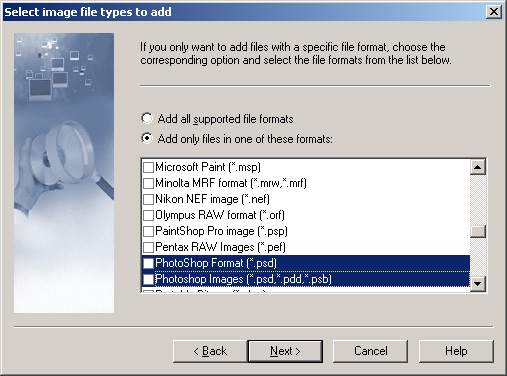 Select image file types to add
If you only want to add files with a specific file format, choose the
corresponding option and select the file formats from the list below.
Add all supported file formats
Add only files in one of these formats:
Microsoft Paint (*.msp)
Minolta MRF format (*.mrw,*.mrf)
Nikon NEF image (*.nef)
Olympus RAW format (*.orf)
PaintShop Pro image (*.psp)
Pentax RAW Images (*.pef)
PhotoShop Format (*.psd)
Photoshop Images (*.psd,*.pdd,*.psb)
< Back
Next >
Cancel
Help